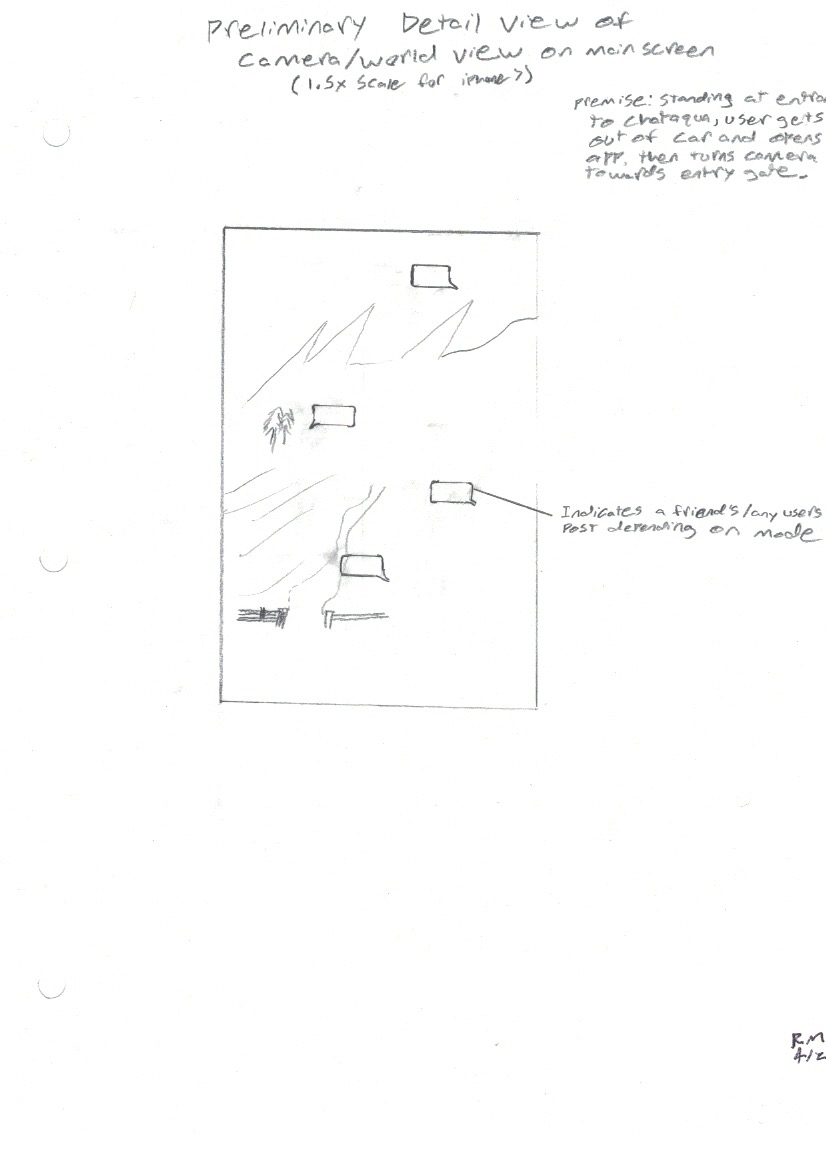 Preliminary Detail View of
Camera/world view on main screen
(1.5x scale for iphone 7)
premise: standing at entra
to Chataqua, user gets
out of car and opens
app, then turns camera
towards entry gate.
Indicates a friend's/any users
Post depending on mode
RM
4/2